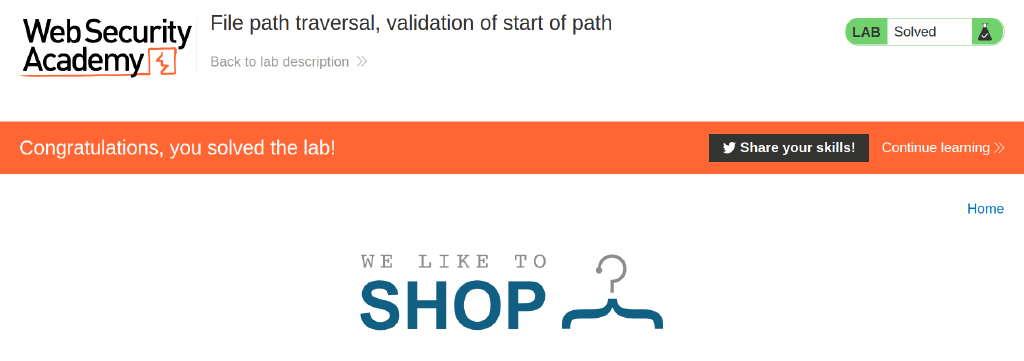 Web Security
Academy
File path traversal, validation of start of path
Back to lab description
LAB Solved
Congratulations, you solved the lab!
Share your skills!
Continue learning
Home
WE LIKE TO
SHOP